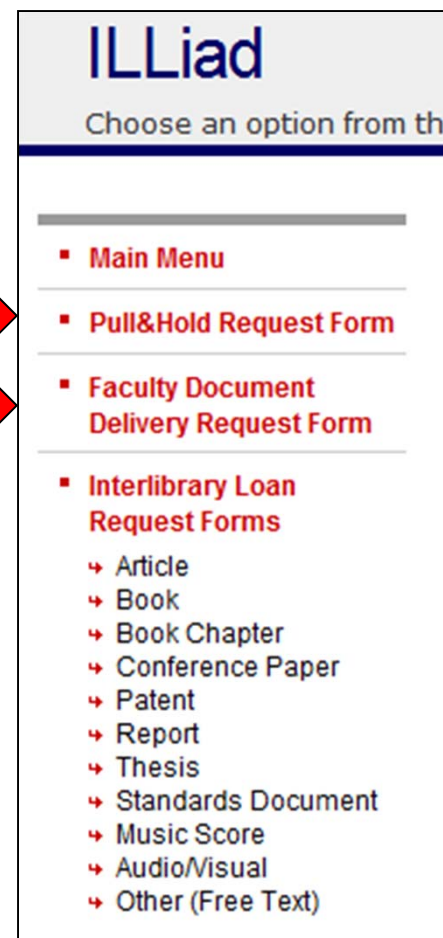 ILLiad
Choose an option from th
Main Menu
Pull&Hold Request Form
Faculty Document
Delivery Request Form
Interlibrary Loan
Request Forms
Article
Book
Book Chapter
Conference Paper
Patent
Report
Thesis
Standards Document
Music Score
Audio/Visual
Other (Free Text)